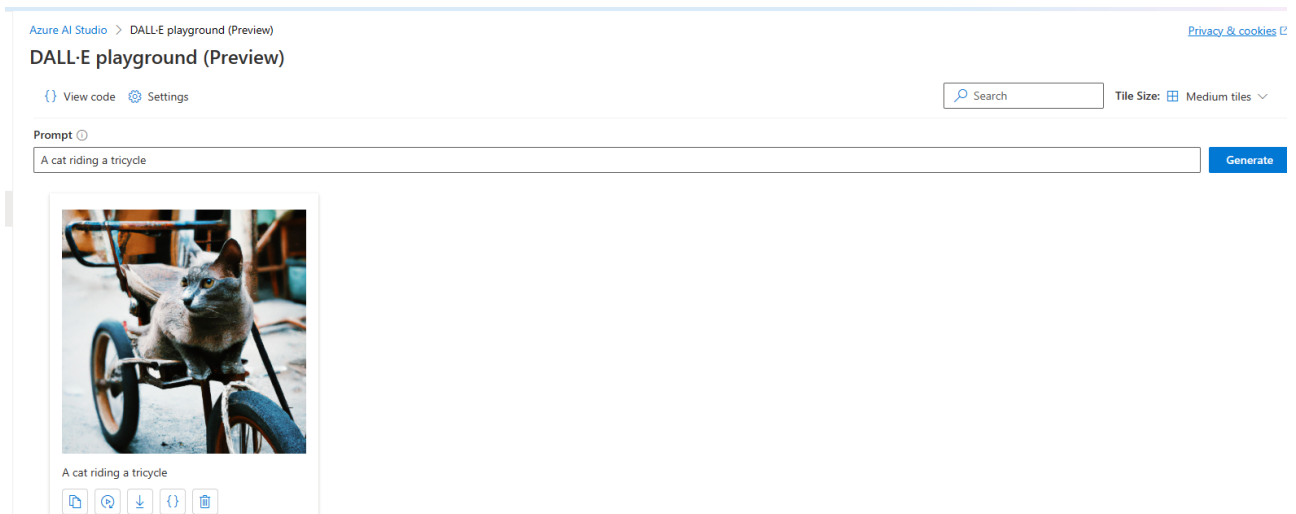 Azure AI Studio > DALL·E playground (Preview)
Privacy & cookies
DALL·E playground (Preview)
{ } View code Settings
Search
Tile Size: Medium tiles
Prompt
A cat riding a tricycle
Generate
A cat riding a tricycle
{ }